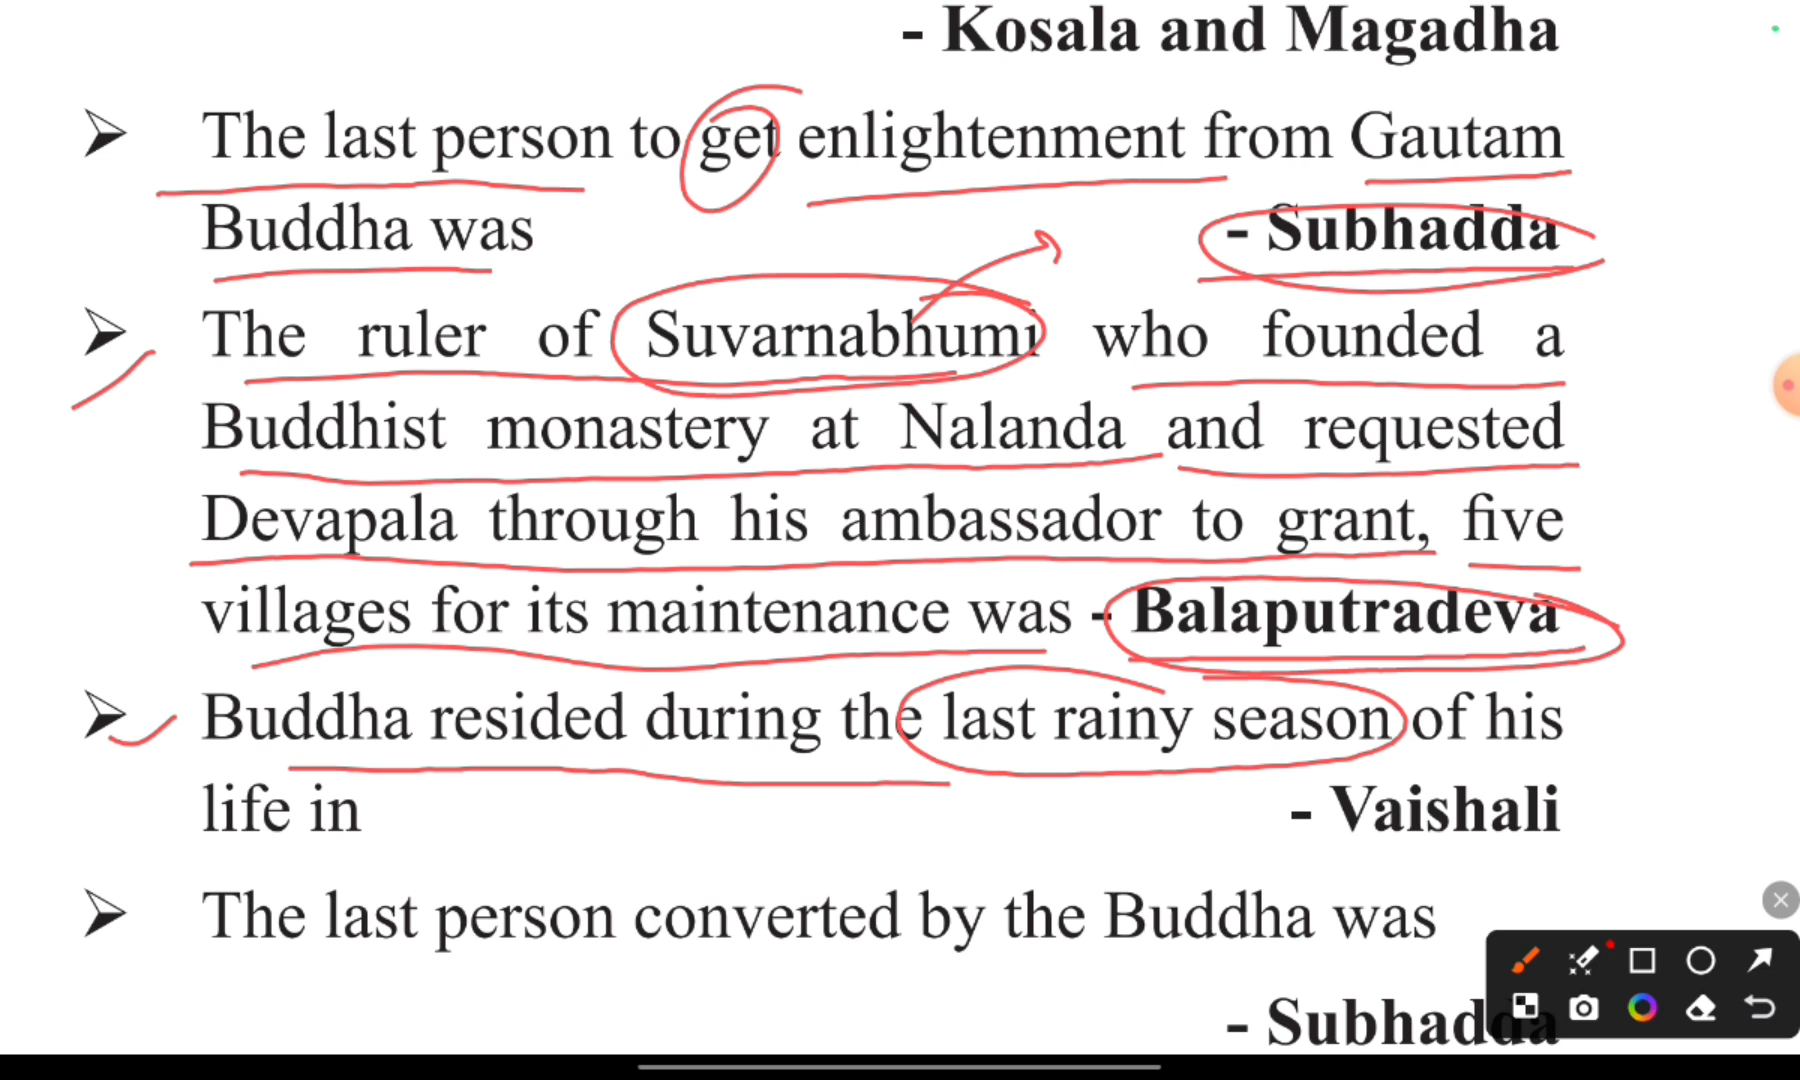 - Kosala and Magadha
➢ The last person to get enlightenment from Gautam
Buddha was - Subhadda
➢ The ruler of Suvarnabhumi who founded a
Buddhist monastery at Nalanda and requested
Devapala through his ambassador to grant, five
villages for its maintenance was - Balaputradeva
➢ Buddha resided during the last rainy season of his
life in - Vaishali
➢ The last person converted by the Buddha was
- Subhadda